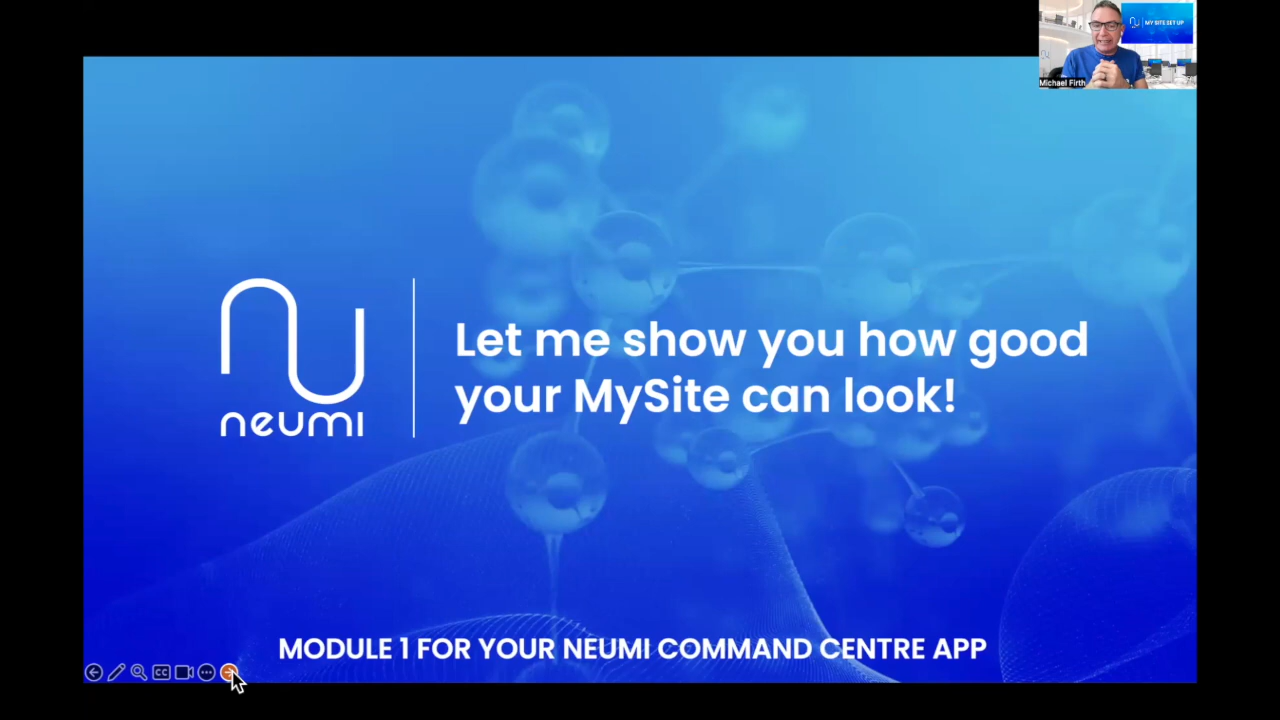 MY SITE SET UP
Michael Firth
neumi
Let me show you how good
your MySite can look!
MODULE 1 FOR YOUR NEUMI COMMAND CENTRE APP
CC